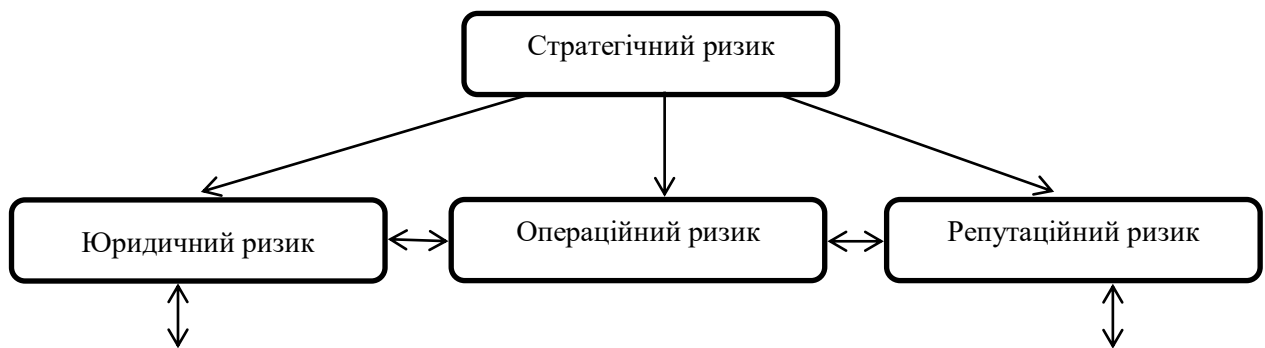 Стратегічний ризик
Юридичний ризик
Операційний ризик
Репутаційний ризик